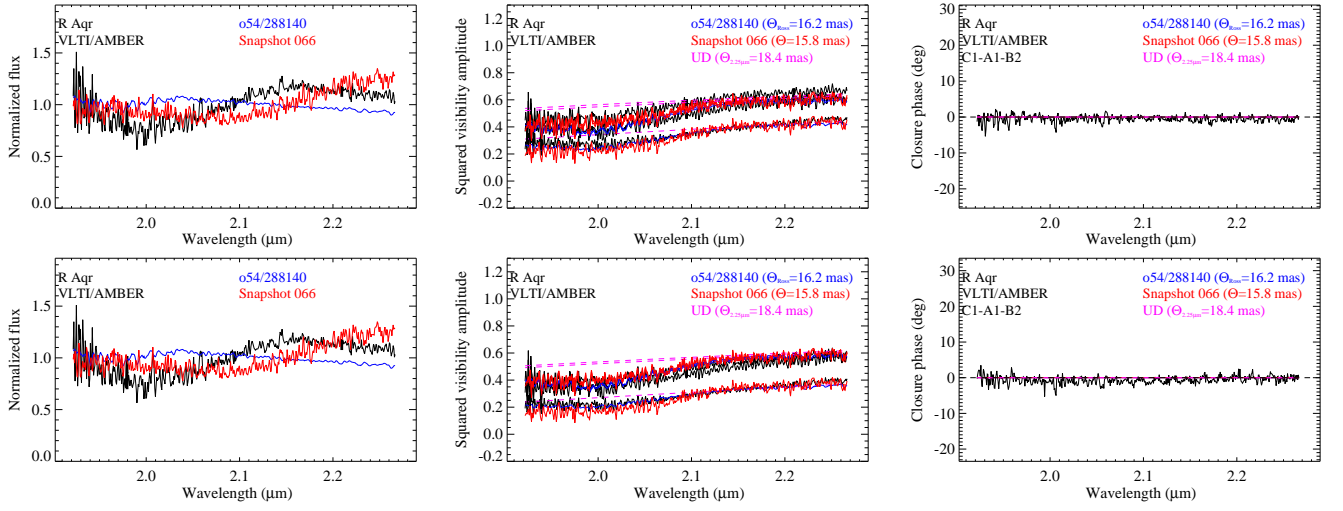 R Aqr
VLTI/AMBER
o54/288140
Snapshot 066
Normalized flux
1.5
1.0
0.5
0.0
2.0 2.1 2.2
Wavelength (μm)
R Aqr
VLTI/AMBER
o54/288140 (Θ_Ross=16.2 mas)
Snapshot 066 (Θ=15.8 mas)
UD (Θ_2.25μm=18.4 mas)
Squared visibility amplitude
1.2
1.0
0.8
0.6
0.4
0.2
0.0
-0.2
2.0 2.1 2.2
Wavelength (μm)
R Aqr
VLTI/AMBER
C1-A1-B2
o54/288140 (Θ_Ross=16.2 mas)
Snapshot 066 (Θ=15.8 mas)
UD (Θ_2.25μm=18.4 mas)
Closure phase (deg)
30
20
10
0
-10
-20
2.0 2.1 2.2
Wavelength (μm)
R Aqr
VLTI/AMBER
o54/288140
Snapshot 066
Normalized flux
1.5
1.0
0.5
0.0
2.0 2.1 2.2
Wavelength (μm)
R Aqr
VLTI/AMBER
o54/288140 (Θ_Ross=16.2 mas)
Snapshot 066 (Θ=15.8 mas)
UD (Θ_2.25μm=18.4 mas)
Squared visibility amplitude
1.2
1.0
0.8
0.6
0.4
0.2
0.0
-0.2
2.0 2.1 2.2
Wavelength (μm)
R Aqr
VLTI/AMBER
C1-A1-B2
o54/288140 (Θ_Ross=16.2 mas)
Snapshot 066 (Θ=15.8 mas)
UD (Θ_2.25μm=18.4 mas)
Closure phase (deg)
30
20
10
0
-10
-20
2.0 2.1 2.2
Wavelength (μm)